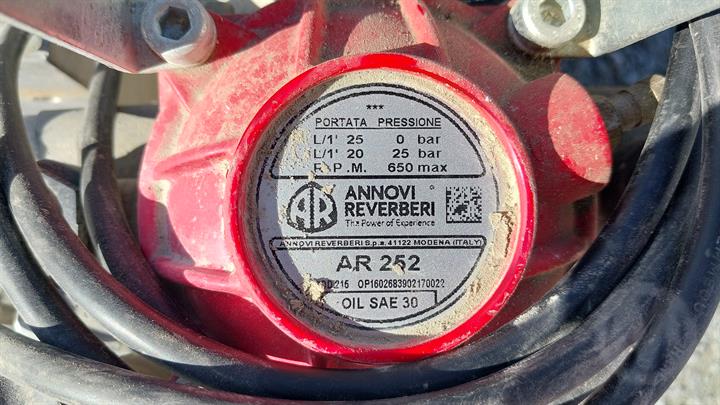 ***
PORTATA PRESSIONE
L/1' 25 0 bar
L/1' 20 25 bar
P.M. 650 max
AR
ANNOVI
REVERBERI
The Power of Experience
ANNOVI REVERBERI S.p.a. 41122 MODENA (ITALY)
AR 252
215 OP1602683902170022
OIL SAE 30